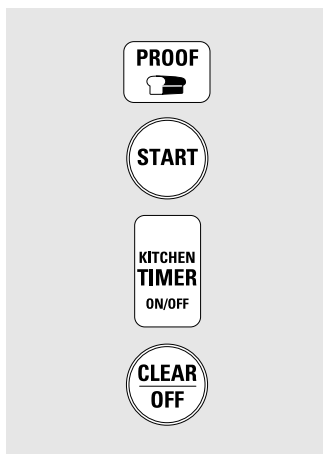 PROOF
START
KITCHEN
TIMER
ON/OFF
CLEAR
OFF